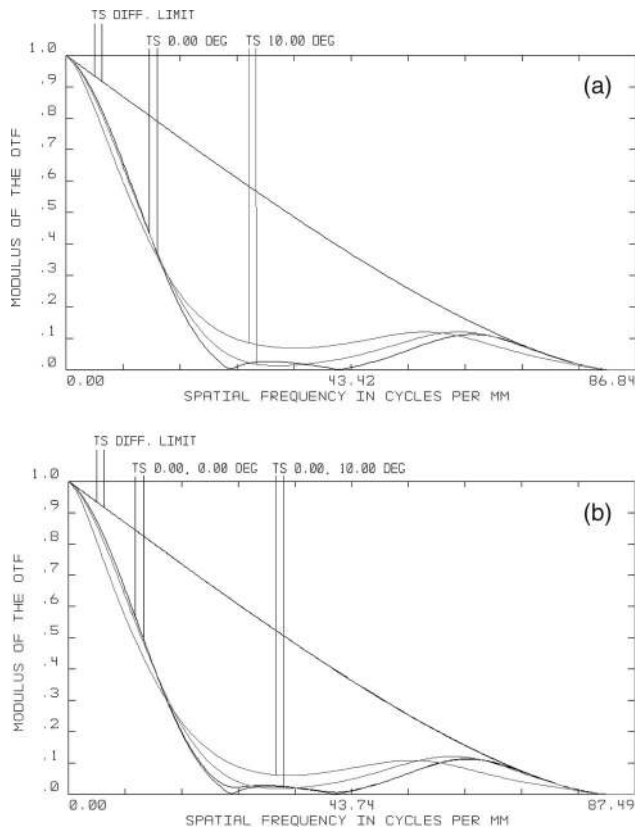 TS DIFF. LIMIT
TS 0.00 DEG TS 10.00 DEG
(a)
1.0
.9
.8
.7
.6
.5
.4
.3
.2
.1
.0
MODULUS OF THE OTF
0.00 43.42 86.84
SPATIAL FREQUENCY IN CYCLES PER MM
TS DIFF. LIMIT
TS 0.00, 0.00 DEG TS 0.00, 10.00 DEG
(b)
1.0
.9
.8
.7
.6
.5
.4
.3
.2
.1
.0
MODULUS OF THE OTF
0.00 43.74 87.49
SPATIAL FREQUENCY IN CYCLES PER MM